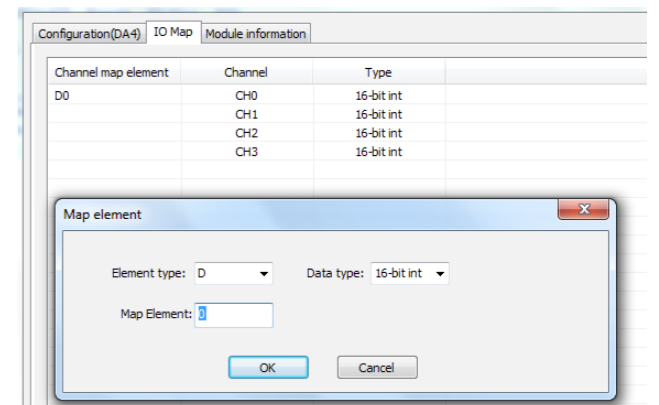 Configuration(DA4) IO Map Module information
Channel map element Channel Type
D0 CH0 16-bit int
CH1 16-bit int
CH2 16-bit int
CH3 16-bit int
Map element
Element type: D Data type: 16-bit int
Map Element: 0
OK Cancel